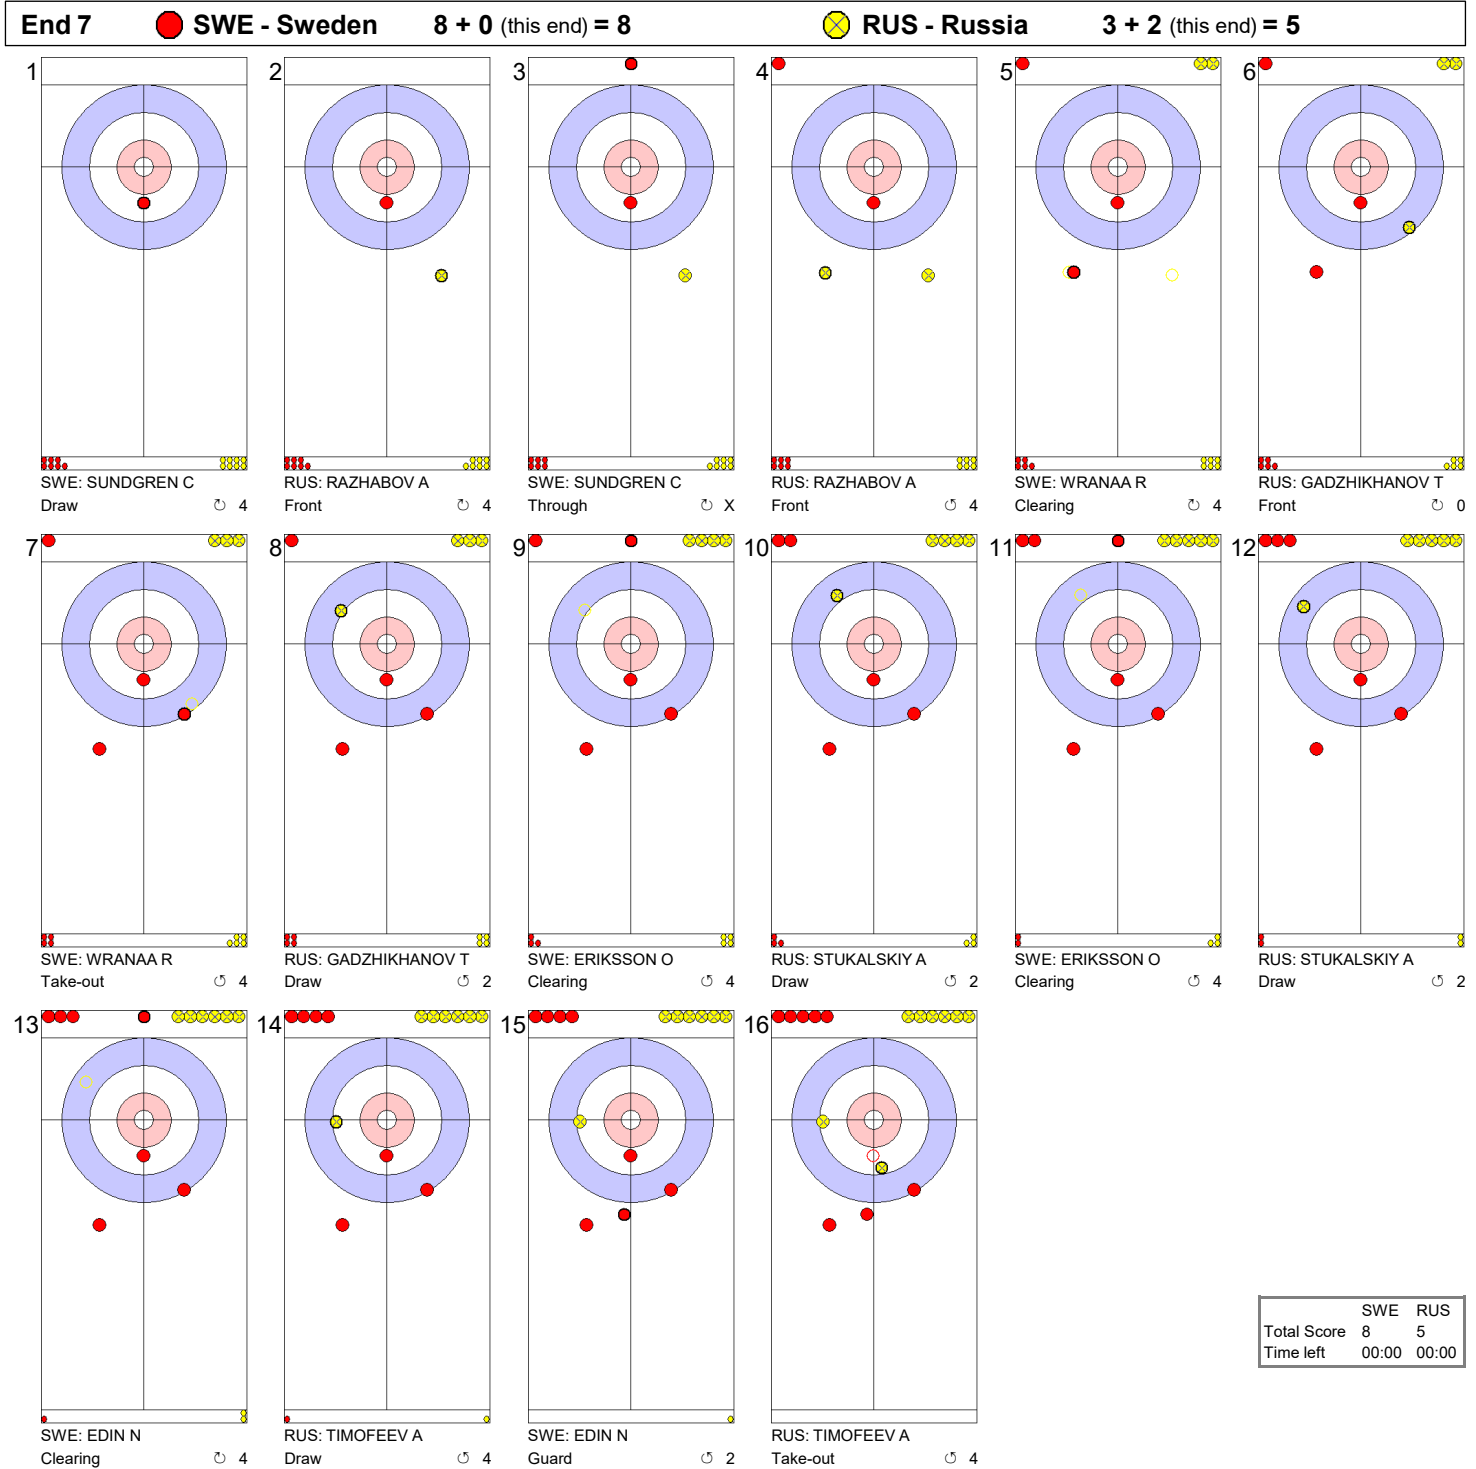 End 7 SWE - Sweden 8 + 0 (this end) = 8 RUS - Russia 3 + 2 (this end) = 5
1 2 3 4 5 6
SWE: SUNDGREN C RUS: RAZHABOV A SWE: SUNDGREN C RUS: RAZHABOV A SWE: WRANAA R RUS: GADZHIKHANOV T
Draw ↻ 4 Front ↻ 4 Through ↻ X Front ↻ 4 Clearing ↻ 4 Front ↻ 0
7 8 9 10 11 12
SWE: WRANAA R RUS: GADZHIKHANOV T SWE: ERIKSSON O RUS: STUKALSKIY A SWE: ERIKSSON O RUS: STUKALSKIY A
Take-out ↺ 4 Draw ↺ 2 Clearing ↺ 4 Draw ↺ 2 Clearing ↺ 4 Draw ↺ 2
13 14 15 16
SWE: EDIN N RUS: TIMOFEEV A SWE: EDIN N RUS: TIMOFEEV A
Clearing ↻ 4 Draw ↺ 4 Guard ↺ 2 Take-out ↺ 4
SWE RUS
Total Score 8 5
Time left 00:00 00:00